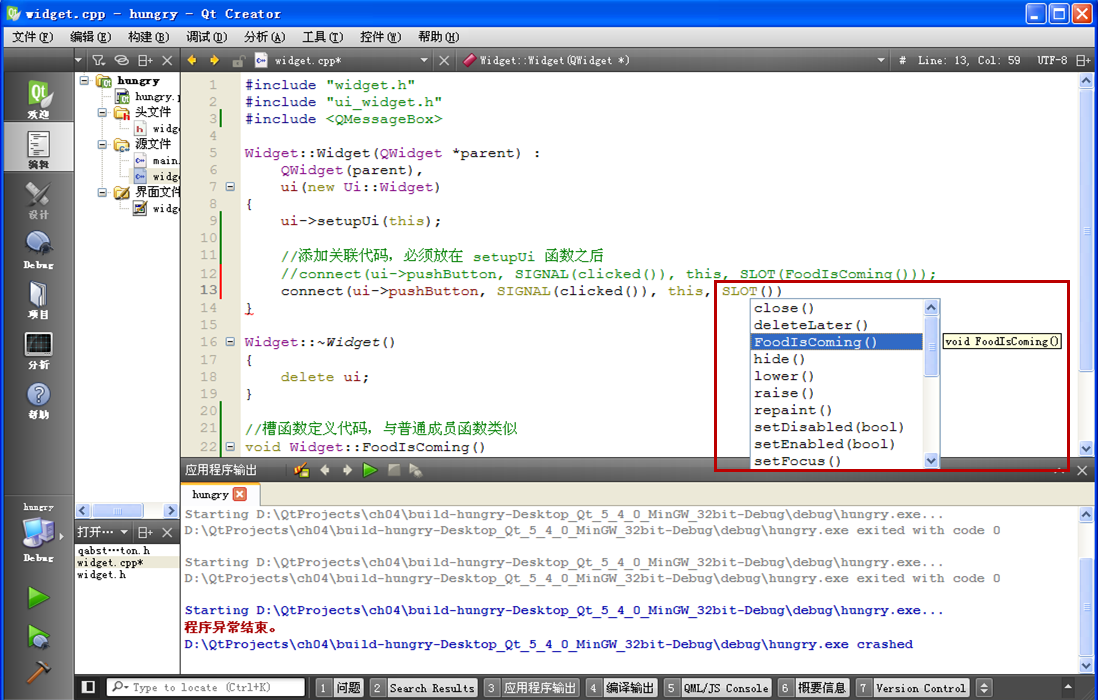 widget.cpp - hungry - Qt Creator
文件(F) 编辑(E) 构建(B) 调试(D) 分析(A) 工具(T) 控件(W) 帮助(H)
widget.cpp* Widget::Widget(QWidget *) # Line: 13, Col: 59 UTF-8
欢迎
编辑
设计
Debug
项目
分析
帮助
hungry
Debug
hungry
hungry.p
头文件
widge
源文件
main.
widge
界面文件
widge
打开…
qabst…ton.h
widget.cpp*
widget.h
1 #include "widget.h"
2 #include "ui_widget.h"
3 #include <QMessageBox>
4
5 Widget::Widget(QWidget *parent) :
6 QWidget(parent),
7 ui(new Ui::Widget)
8 {
9 ui->setupUi(this);
10
11 //添加关联代码，必须放在 setupUi 函数之后
12 //connect(ui->pushButton, SIGNAL(clicked()), this, SLOT(FoodIsComing()));
13 connect(ui->pushButton, SIGNAL(clicked()), this, SLOT())
14 }
15
16 Widget::~Widget()
17 {
18 delete ui;
19 }
20
21 //槽函数定义代码，与普通成员函数类似
22 void Widget::FoodIsComing()
close()
deleteLater()
FoodIsComing()
hide()
lower()
raise()
repaint()
setDisabled(bool)
setEnabled(bool)
setFocus()
void FoodIsComing()
应用程序输出
hungry
Starting D:\QtProjects\ch04\build-hungry-Desktop_Qt_5_4_0_MinGW_32bit-Debug\debug\hungry.exe...
D:\QtProjects\ch04\build-hungry-Desktop_Qt_5_4_0_MinGW_32bit-Debug\debug\hungry.exe exited with code 0
Starting D:\QtProjects\ch04\build-hungry-Desktop_Qt_5_4_0_MinGW_32bit-Debug\debug\hungry.exe...
D:\QtProjects\ch04\build-hungry-Desktop_Qt_5_4_0_MinGW_32bit-Debug\debug\hungry.exe exited with code 0
Starting D:\QtProjects\ch04\build-hungry-Desktop_Qt_5_4_0_MinGW_32bit-Debug\debug\hungry.exe...
程序异常结束。
D:\QtProjects\ch04\build-hungry-Desktop_Qt_5_4_0_MinGW_32bit-Debug\debug\hungry.exe crashed
Type to locate (Ctrl+K) 1 问题 2 Search Results 3 应用程序输出 4 编译输出 5 QML/JS Console 6 概要信息 7 Version Control